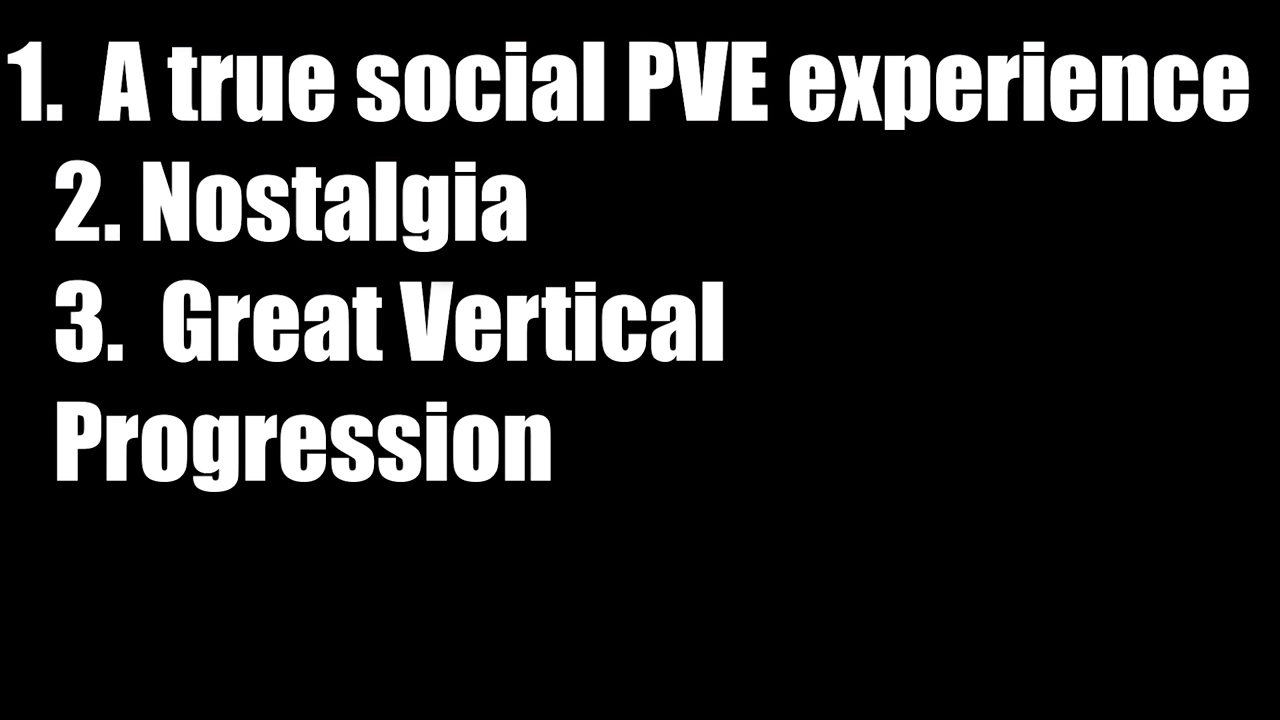 1. A true social PVE experience
2. Nostalgia
3. Great Vertical
Progression